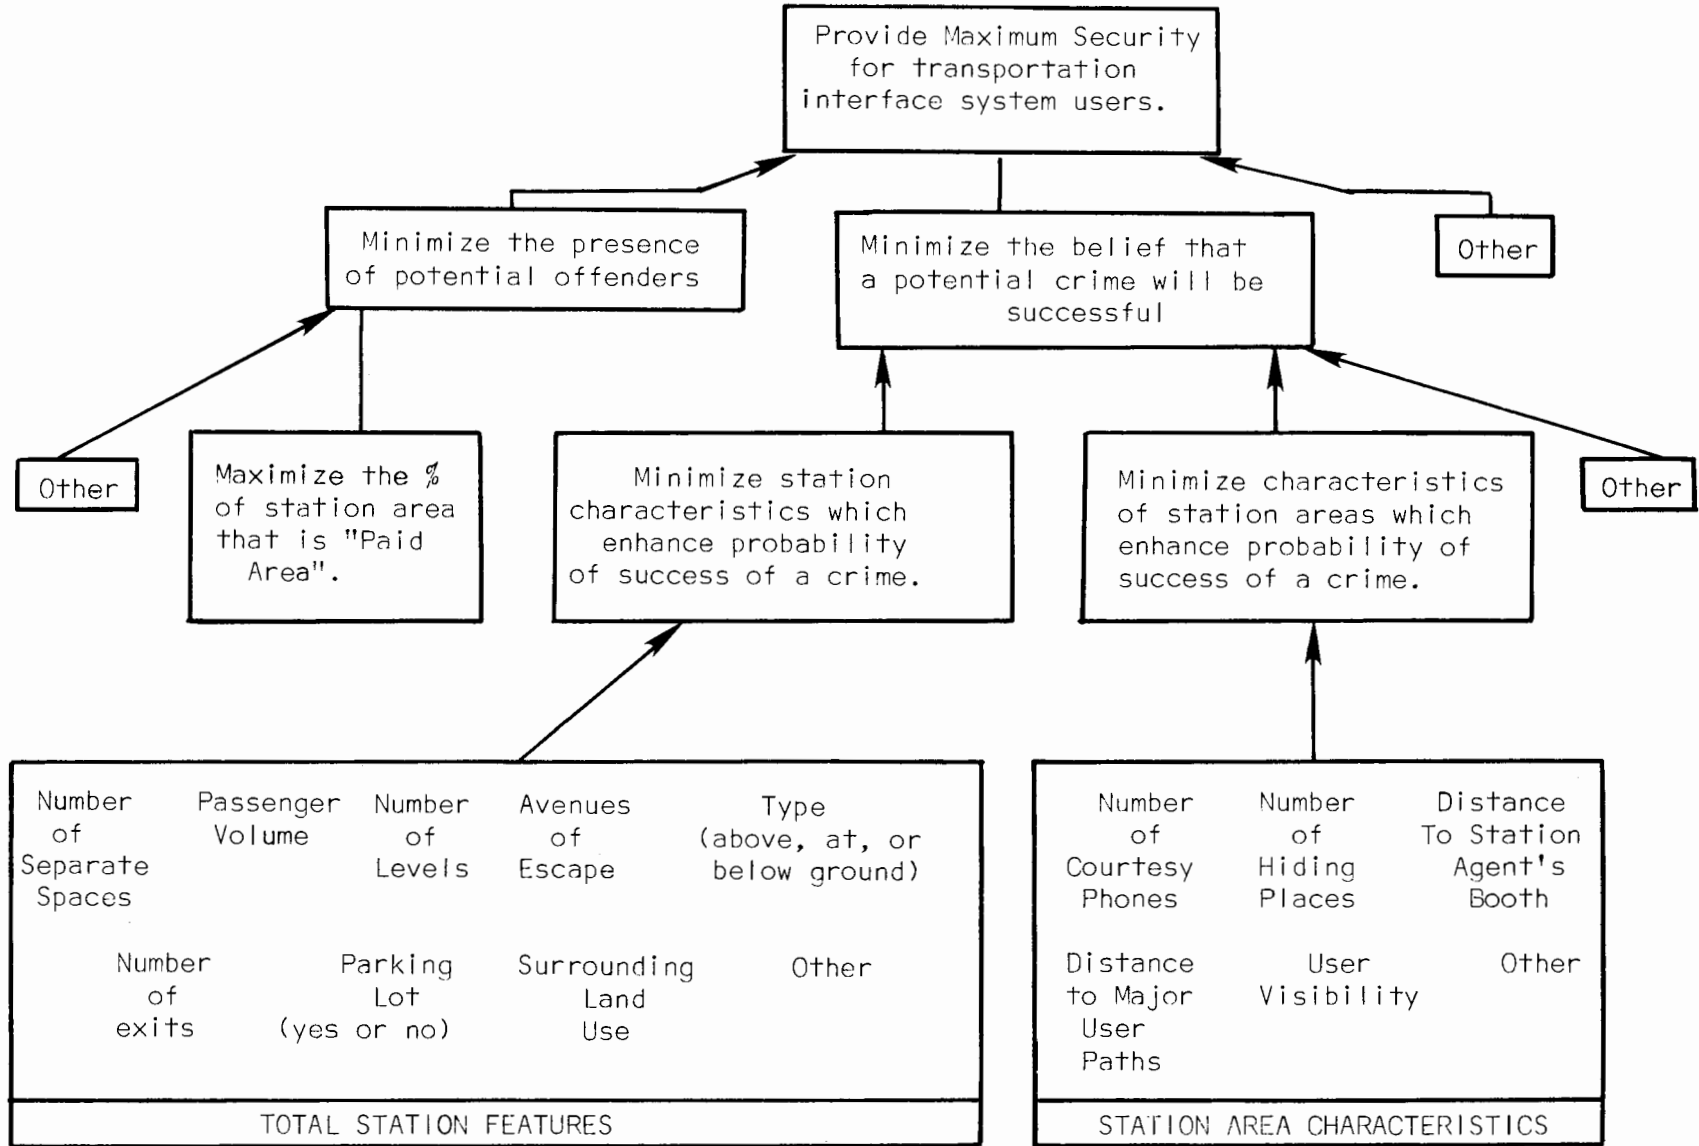 Provide Maximum Security
for transportation
interface system users.
Minimize the presence
of potential offenders
Minimize the belief that
a potential crime will be
successful
Other
Other
Maximize the %
of station area
that is "Paid
Area".
Minimize station
characteristics which
enhance probability
of success of a crime.
Minimize characteristics
of station areas which
enhance probability of
success of a crime.
Other
Number
of
Separate
Spaces
Passenger
Volume
Number
of
Levels
Avenues
of
Escape
Type
(above, at, or
below ground)
Number
of
exits
Parking
Lot
(yes or no)
Surrounding
Land
Use
Other
TOTAL STATION FEATURES
Number
of
Courtesy
Phones
Number
of
Hiding
Places
Distance
To Station
Agent's
Booth
Distance
to Major
User
Paths
User
Visibility
Other
STATION AREA CHARACTERISTICS